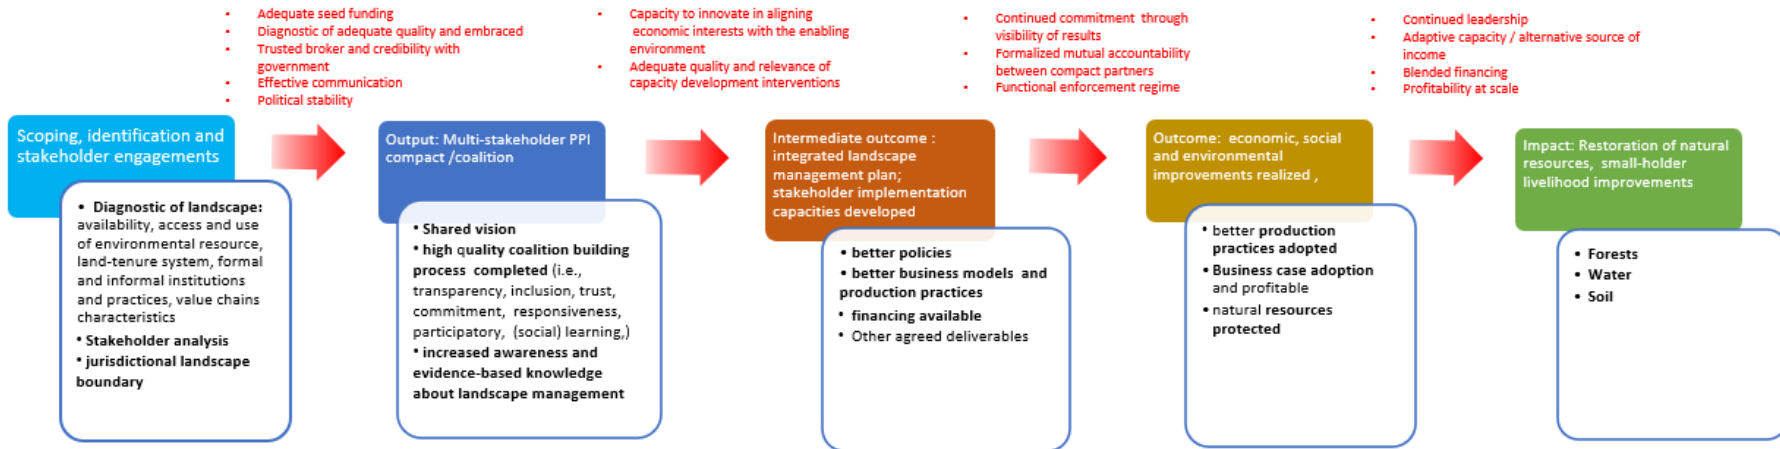 • Adequate seed funding
• Diagnostic of adequate quality and embraced
• Trusted broker and credibility with
government
• Effective communication
• Political stability
• Capacity to innovate in aligning
economic interests with the enabling
environment
• Adequate quality and relevance of
capacity development interventions
• Continued commitment through
visibility of results
• Formalized mutual accountability
between compact partners
• Functional enforcement regime
• Continued leadership
• Adaptive capacity / alternative source of
income
• Blended financing
• Profitability at scale
Scoping, identification and
stakeholder engagements
• Diagnostic of landscape:
availability, access and use
of environmental resource,
land-tenure system, formal
and informal institutions
and practices, value chains
characteristics
• Stakeholder analysis
• jurisdictional landscape
boundary
Output: Multi-stakeholder PPI
compact /coalition
• Shared vision
• high quality coalition building
process completed (i.e.,
transparency, inclusion, trust,
commitment, responsiveness,
participatory, (social) learning,)
• increased awareness and
evidence-based knowledge
about landscape management
Intermediate outcome :
integrated landscape
management plan;
stakeholder implementation
capacities developed
• better policies
• better business models and
production practices
• financing available
• Other agreed deliverables
Outcome: economic, social
and environmental
improvements realized ,
• better production
practices adopted
• Business case adoption
and profitable
• natural resources
protected
Impact: Restoration of natural
resources, small-holder
livelihood improvements
• Forests
• Water
• Soil